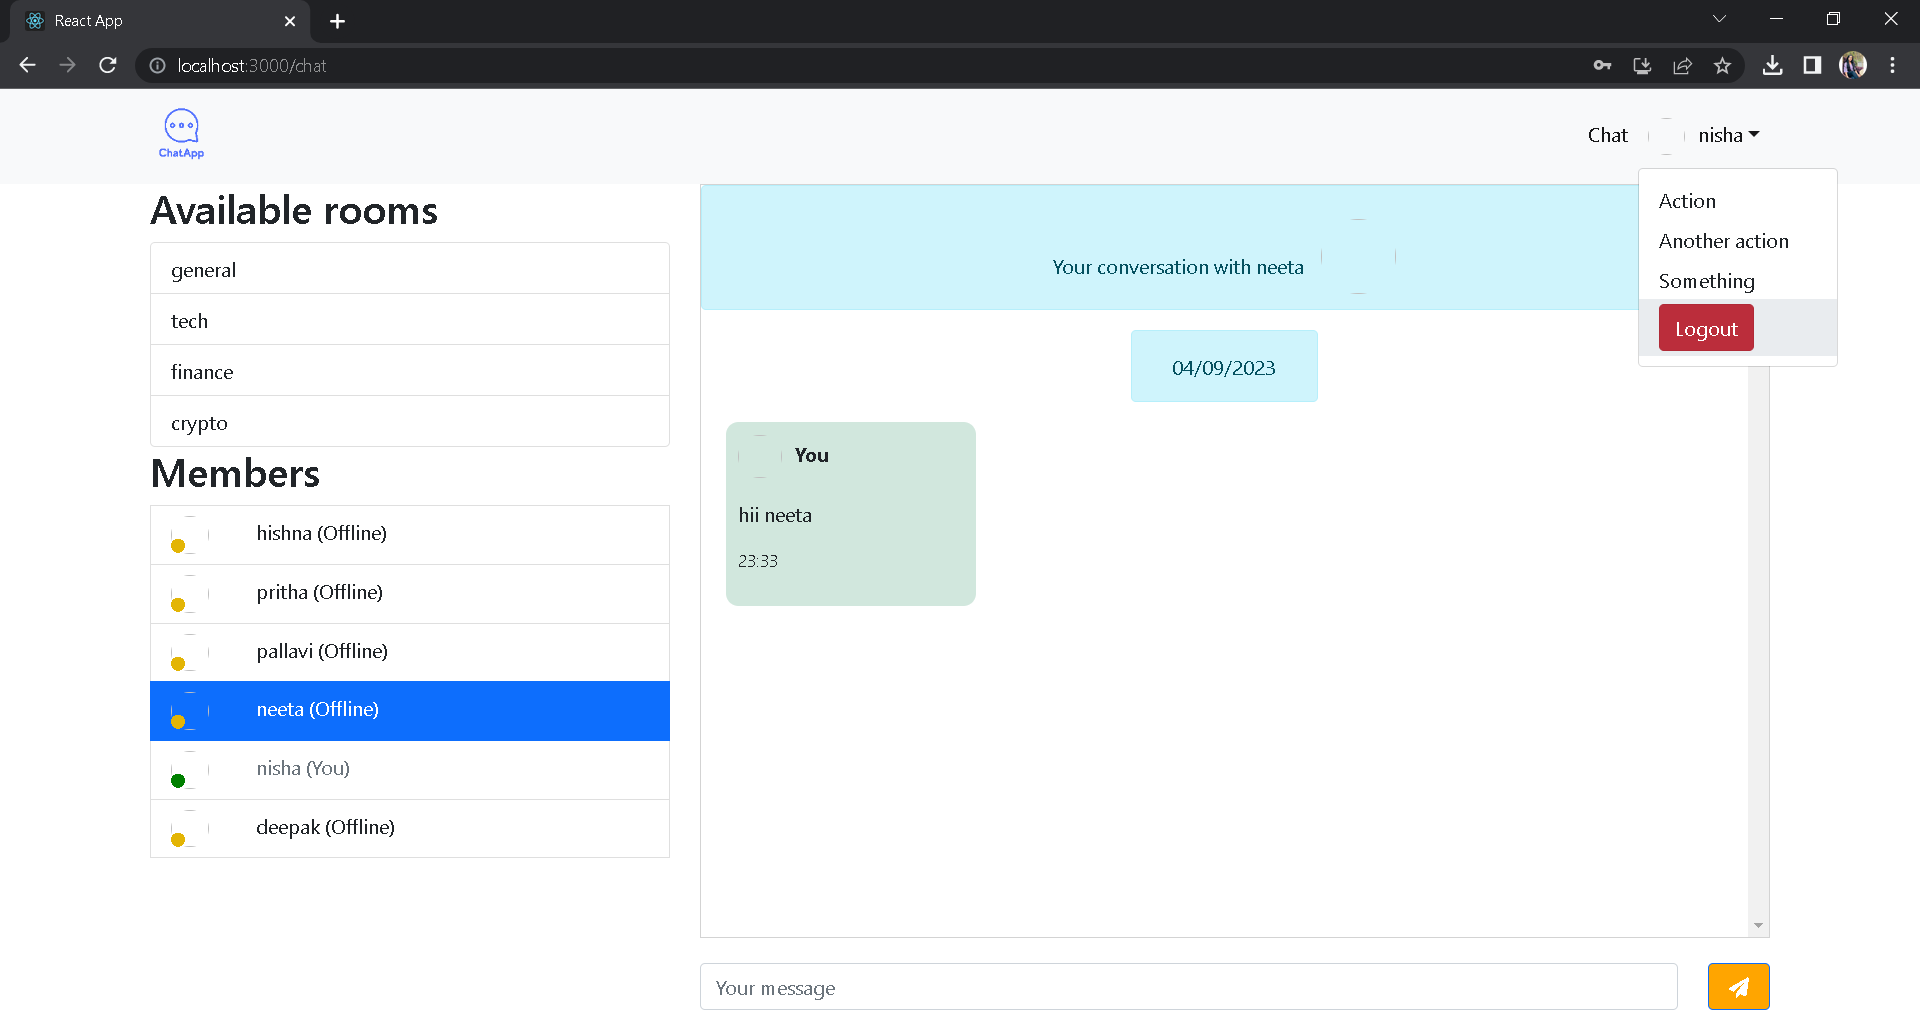 React App
localhost:3000/chat
ChatApp
Chat
nisha
Action
Another action
Something
Logout
Available rooms
general
tech
finance
crypto
Members
hishna (Offline)
pritha (Offline)
pallavi (Offline)
neeta (Offline)
nisha (You)
deepak (Offline)
Your conversation with neeta
04/09/2023
You
hii neeta
23:33
Your message